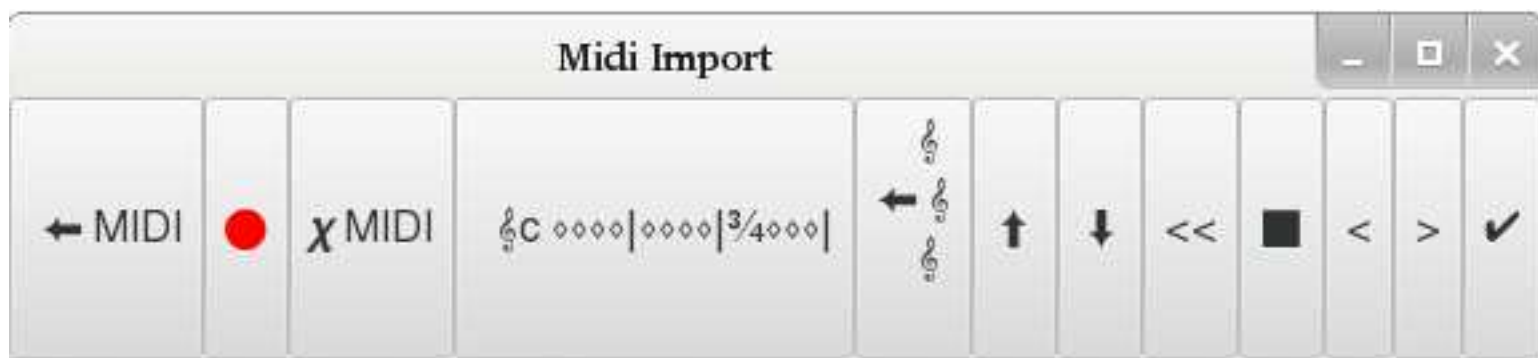 Midi Import
← MIDI
χ MIDI
𝄞C ⋄⋄⋄⋄|⋄⋄⋄⋄|¾⋄⋄⋄|
<< < >